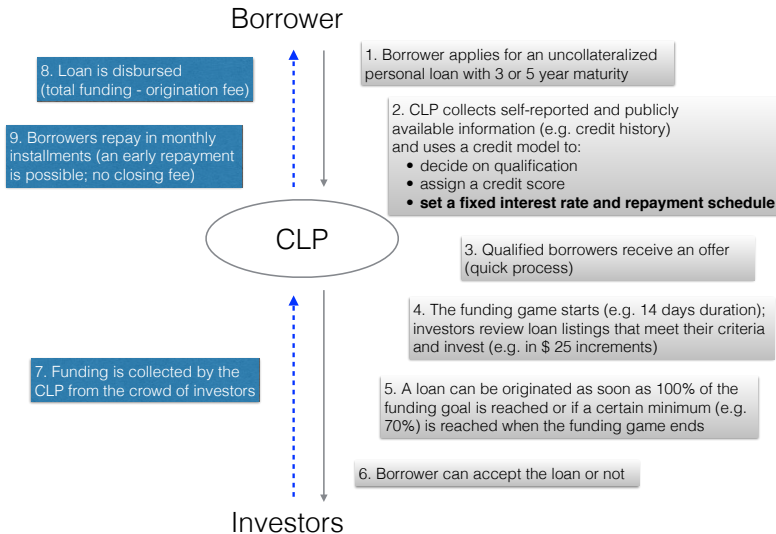 Borrower
1. Borrower applies for an uncollateralized
personal loan with 3 or 5 year maturity
2. CLP collects self-reported and publicly
available information (e.g. credit history)
and uses a credit model to:
• decide on qualification
• assign a credit score
• set a fixed interest rate and repayment schedule
CLP
3. Qualified borrowers receive an offer
(quick process)
4. The funding game starts (e.g. 14 days duration);
investors review loan listings that meet their criteria
and invest (e.g. in $ 25 increments)
5. A loan can be originated as soon as 100% of the
funding goal is reached or if a certain minimum (e.g.
70%) is reached when the funding game ends
6. Borrower can accept the loan or not
Investors
7. Funding is collected by the
CLP from the crowd of investors
8. Loan is disbursed
(total funding - origination fee)
9. Borrowers repay in monthly
installments (an early repayment
is possible; no closing fee)